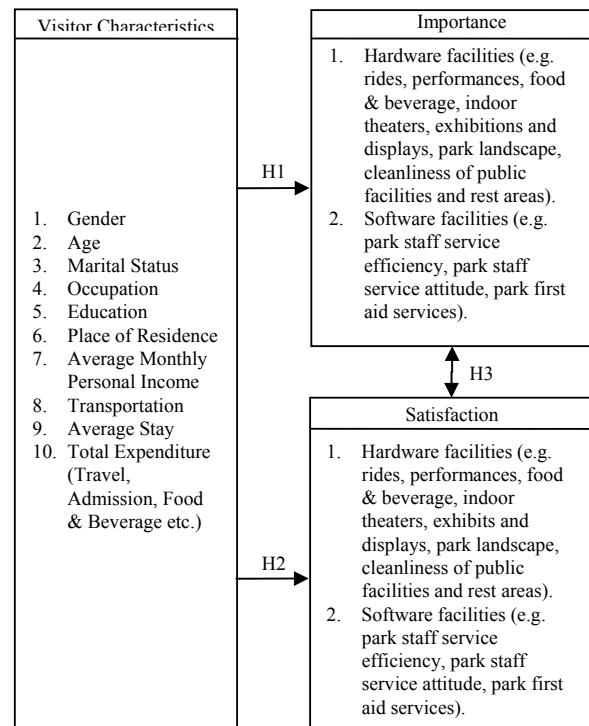 Visitor Characteristics
1. Gender
2. Age
3. Marital Status
4. Occupation
5. Education
6. Place of Residence
7. Average Monthly
Personal Income
8. Transportation
9. Average Stay
10. Total Expenditure
(Travel,
Admission, Food
& Beverage etc.)
H1
H2
Importance
1. Hardware facilities (e.g.
rides, performances, food
& beverage, indoor
theaters, exhibitions and
displays, park landscape,
cleanliness of public
facilities and rest areas).
2. Software facilities (e.g.
park staff service
efficiency, park staff
service attitude, park first
aid services).
H3
Satisfaction
1. Hardware facilities (e.g.
rides, performances, food
& beverage, indoor
theaters, exhibits and
displays, park landscape,
cleanliness of public
facilities and rest areas).
2. Software facilities (e.g.
park staff service
efficiency, park staff
service attitude, park first
aid services).